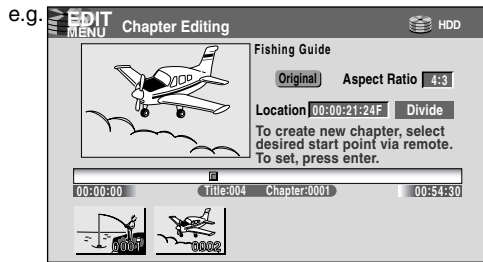 e.g.
EDIT
MENU
Chapter Editing
HDD
Fishing Guide
Original
Aspect Ratio 4:3
Location 00:00:21:24F Divide
To create new chapter, select
desired start point via remote.
To set, press enter.
00:00:00 Title:004 Chapter:0001 00:54:30
0001 0002